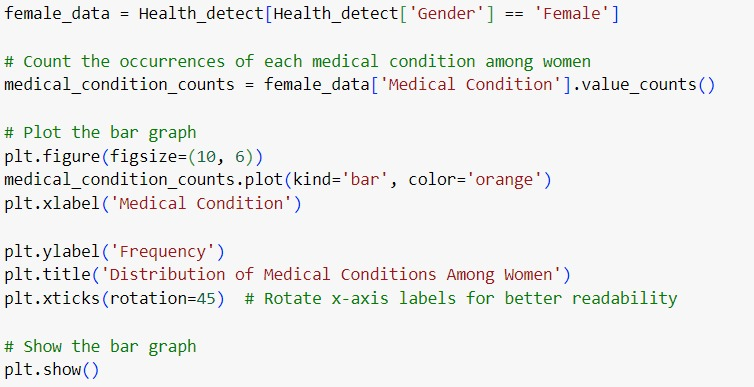 female_data = Health_detect[Health_detect['Gender'] == 'Female']
# Count the occurrences of each medical condition among women
medical_condition_counts = female_data['Medical Condition'].value_counts()
# Plot the bar graph
plt.figure(figsize=(10, 6))
medical_condition_counts.plot(kind='bar', color='orange')
plt.xlabel('Medical Condition')
plt.ylabel('Frequency')
plt.title('Distribution of Medical Conditions Among Women')
plt.xticks(rotation=45)  # Rotate x-axis labels for better readability
# Show the bar graph
plt.show()